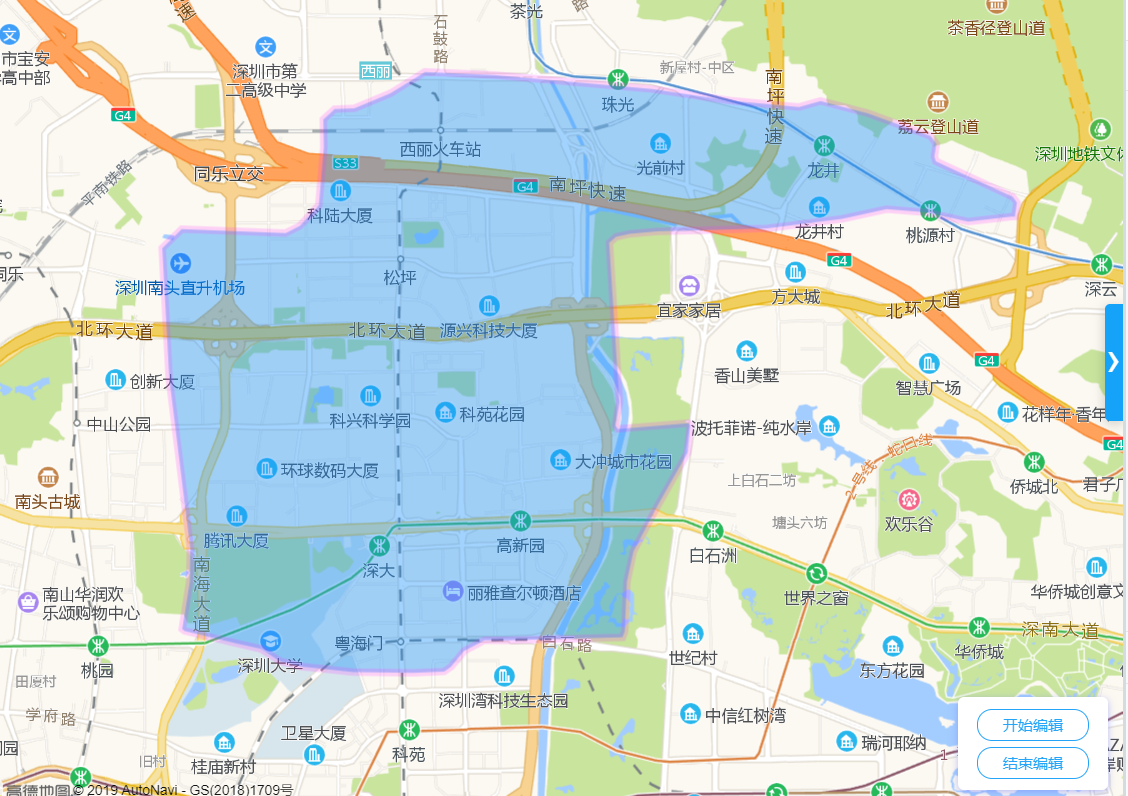 茶光
茶香径登山道
石鼓路
市宝安
高中部
深圳市第
二高级中学
西丽
新屋村-中区
G4
珠光
南坪快速
荔云登山道
西丽火车站
光前村
龙井
深圳地铁文体
同乐立交
S33
G4
南坪快速
平南铁路
科陆大厦
龙井村
桃源村
G4
同乐
松坪
深圳南头直升机场
方大城
深云
宜家家居
北环大道
北环大道
北环大道
源兴科技大厦
G4
创新大厦
香山美墅
智慧广场
科兴科学园
科苑花园
花样年·香年
中山公园
波托菲诺-纯水岸
G4
蛇口线
2号线
环球数码大厦
大冲城市花园
上白石二坊
侨城北
君子广
南头古城
欢乐谷
塘头六坊
腾讯大厦
高新园
白石洲
深大
南海大道
丽雅查尔顿酒店
世界之窗
华侨城创意文
南山华润欢
乐颂购物中心
粤海门
白石路
深南大道
桃园
深圳大学
世纪村
华侨城
东方花园
田厦村
深圳湾科技生态园
学府路
中信红树湾
开始编辑
卫星大厦
科苑
瑞河耶纳
旧村
桂庙新村
结束编辑
高德地图 © 2019 AutoNavi - GS(2018)1709号